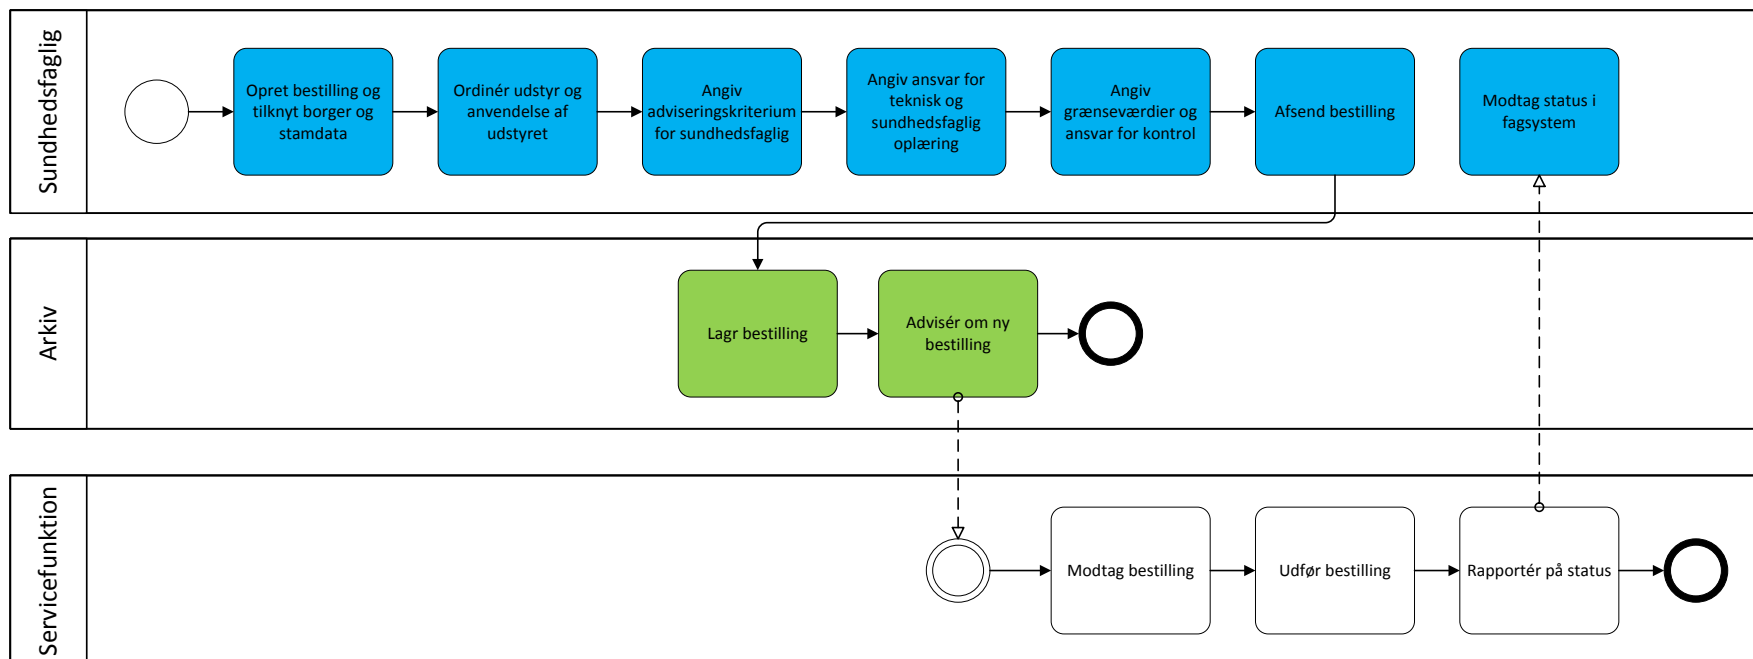 Sundhedsfaglig
Opret bestilling og
tilknyt borger og
stamdata
Ordinér udstyr og
anvendelse af
udstyret
Angiv
adviseringskriterium
for sundhedsfaglig
Angiv ansvar for
teknisk og
sundhedsfaglig
oplæring
Angiv
grænseværdier og
ansvar for kontrol
Afsend bestilling
Modtag status i
fagsystem
Arkiv
Lagr bestilling
Advisér om ny
bestilling
Servicefunktion
Modtag bestilling
Udfør bestilling
Rapportér på status